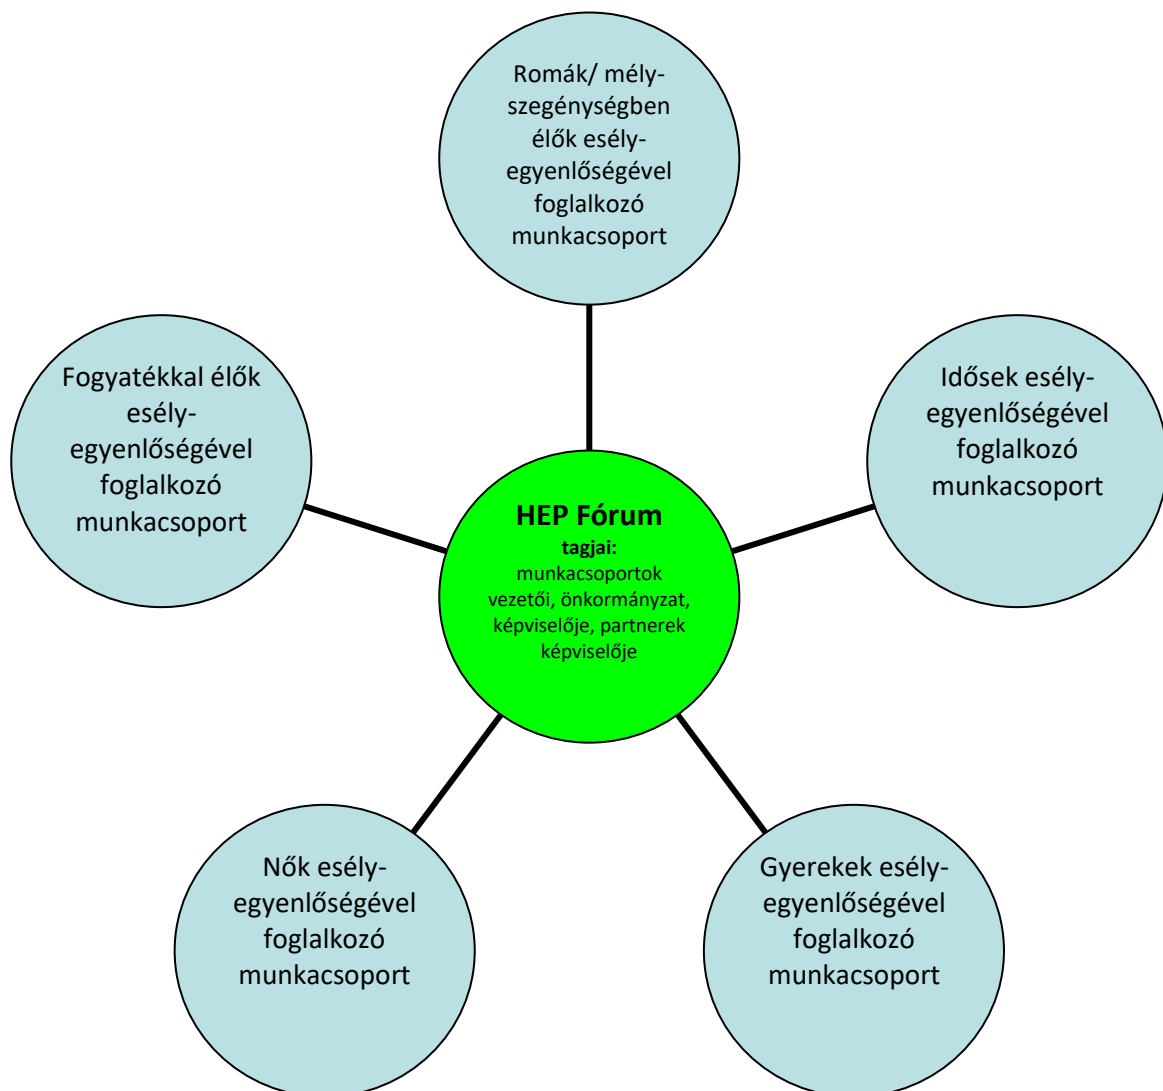 Romák/ mély-
szegénységben
élők esély-
egyenlőségével
foglalkozó
munkacsoport
Fogyatékkal élők
esély-
egyenlőségével
foglalkozó
munkacsoport
Idősek esély-
egyenlőségével
foglalkozó
munkacsoport
HEP Fórum
tagjai:
munkacsoportok
vezetői, önkormányzat,
képviselője, partnerek
képviselője
Nők esély-
egyenlőségével
foglalkozó
munkacsoport
Gyerekek esély-
egyenlőségével
foglalkozó
munkacsoport